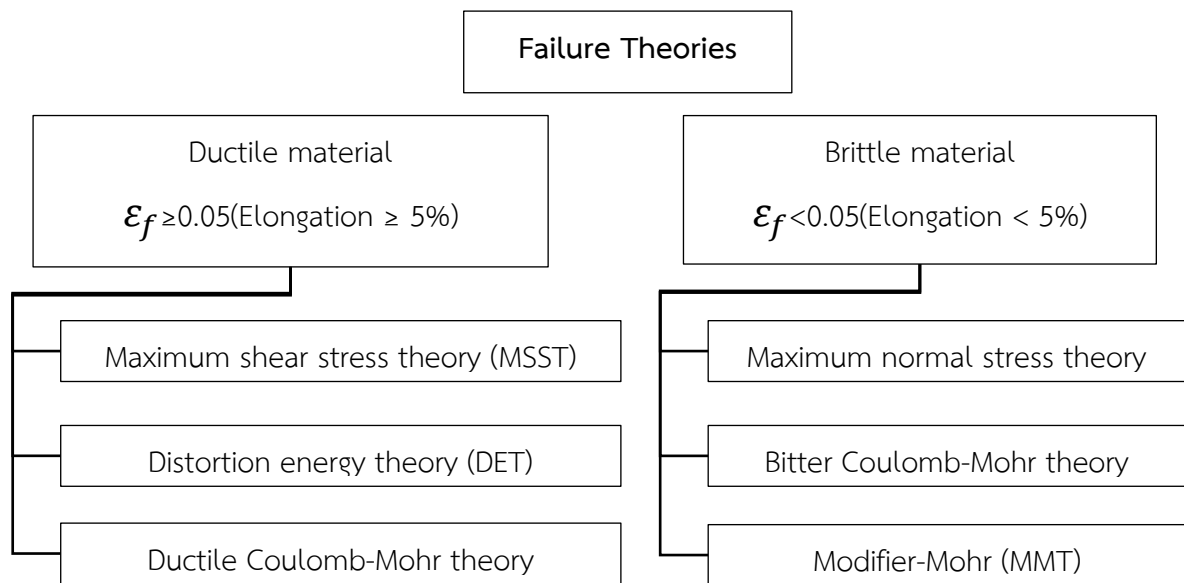 Failure Theories
Ductile material
ε_f ≥0.05(Elongation ≥ 5%)
Maximum shear stress theory (MSST)
Distortion energy theory (DET)
Ductile Coulomb-Mohr theory
Brittle material
ε_f <0.05(Elongation < 5%)
Maximum normal stress theory
Bitter Coulomb-Mohr theory
Modifier-Mohr (MMT)